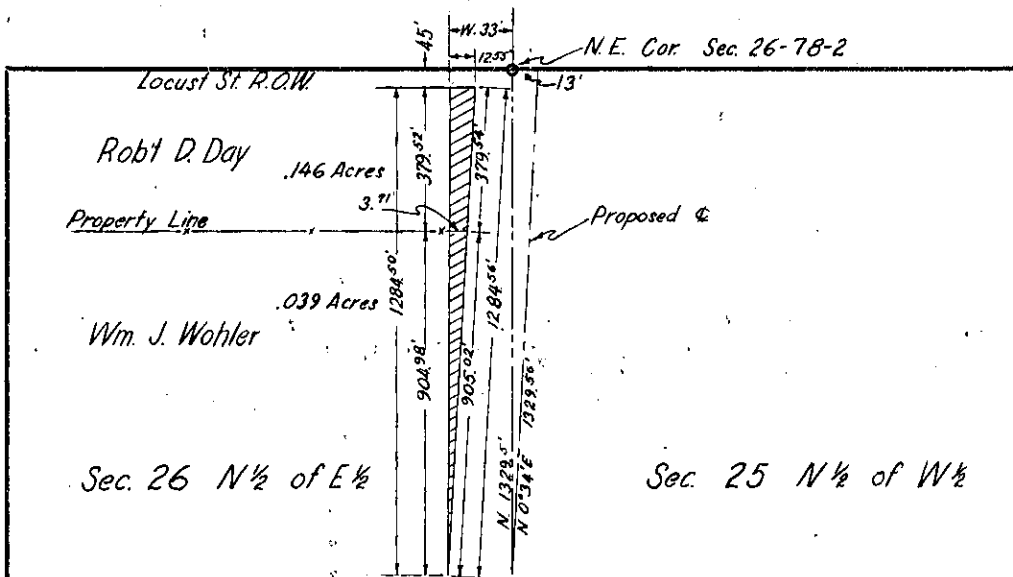 W. 33'
45'
12.55'
N.E. Cor. Sec. 26-78-2
Locust St. R.O.W.
13'
Robt D. Day
.146 Acres
379.52'
379.54'
3.71'
Property Line
Proposed ℄
1284.50'
1284.56'
.039 Acres
Wm. J. Wohler
904.98'
905.02'
1329.56'
N. 1329.5'
N 0°34' E
Sec. 26 N½ of E½
Sec. 25 N½ of W½